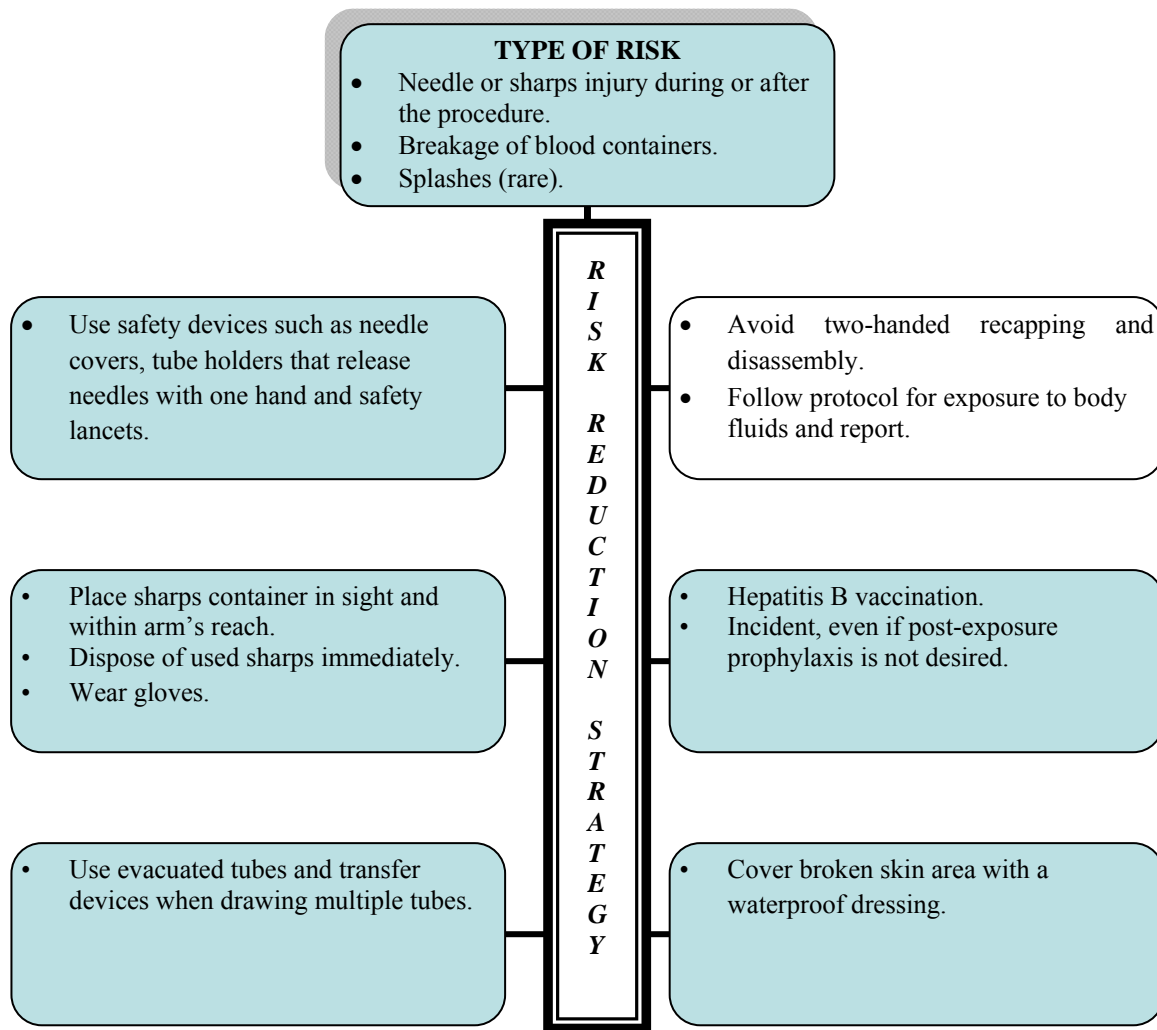 TYPE OF RISK
• Needle or sharps injury during or after
the procedure.
• Breakage of blood containers.
• Splashes (rare).
RISK REDUCTION STRATEGY
• Use safety devices such as needle
covers, tube holders that release
needles with one hand and safety
lancets.
• Avoid two-handed recapping and
disassembly.
• Follow protocol for exposure to body
fluids and report.
• Place sharps container in sight and
within arm’s reach.
• Dispose of used sharps immediately.
• Wear gloves.
• Hepatitis B vaccination.
• Incident, even if post-exposure
prophylaxis is not desired.
• Use evacuated tubes and transfer
devices when drawing multiple tubes.
• Cover broken skin area with a
waterproof dressing.